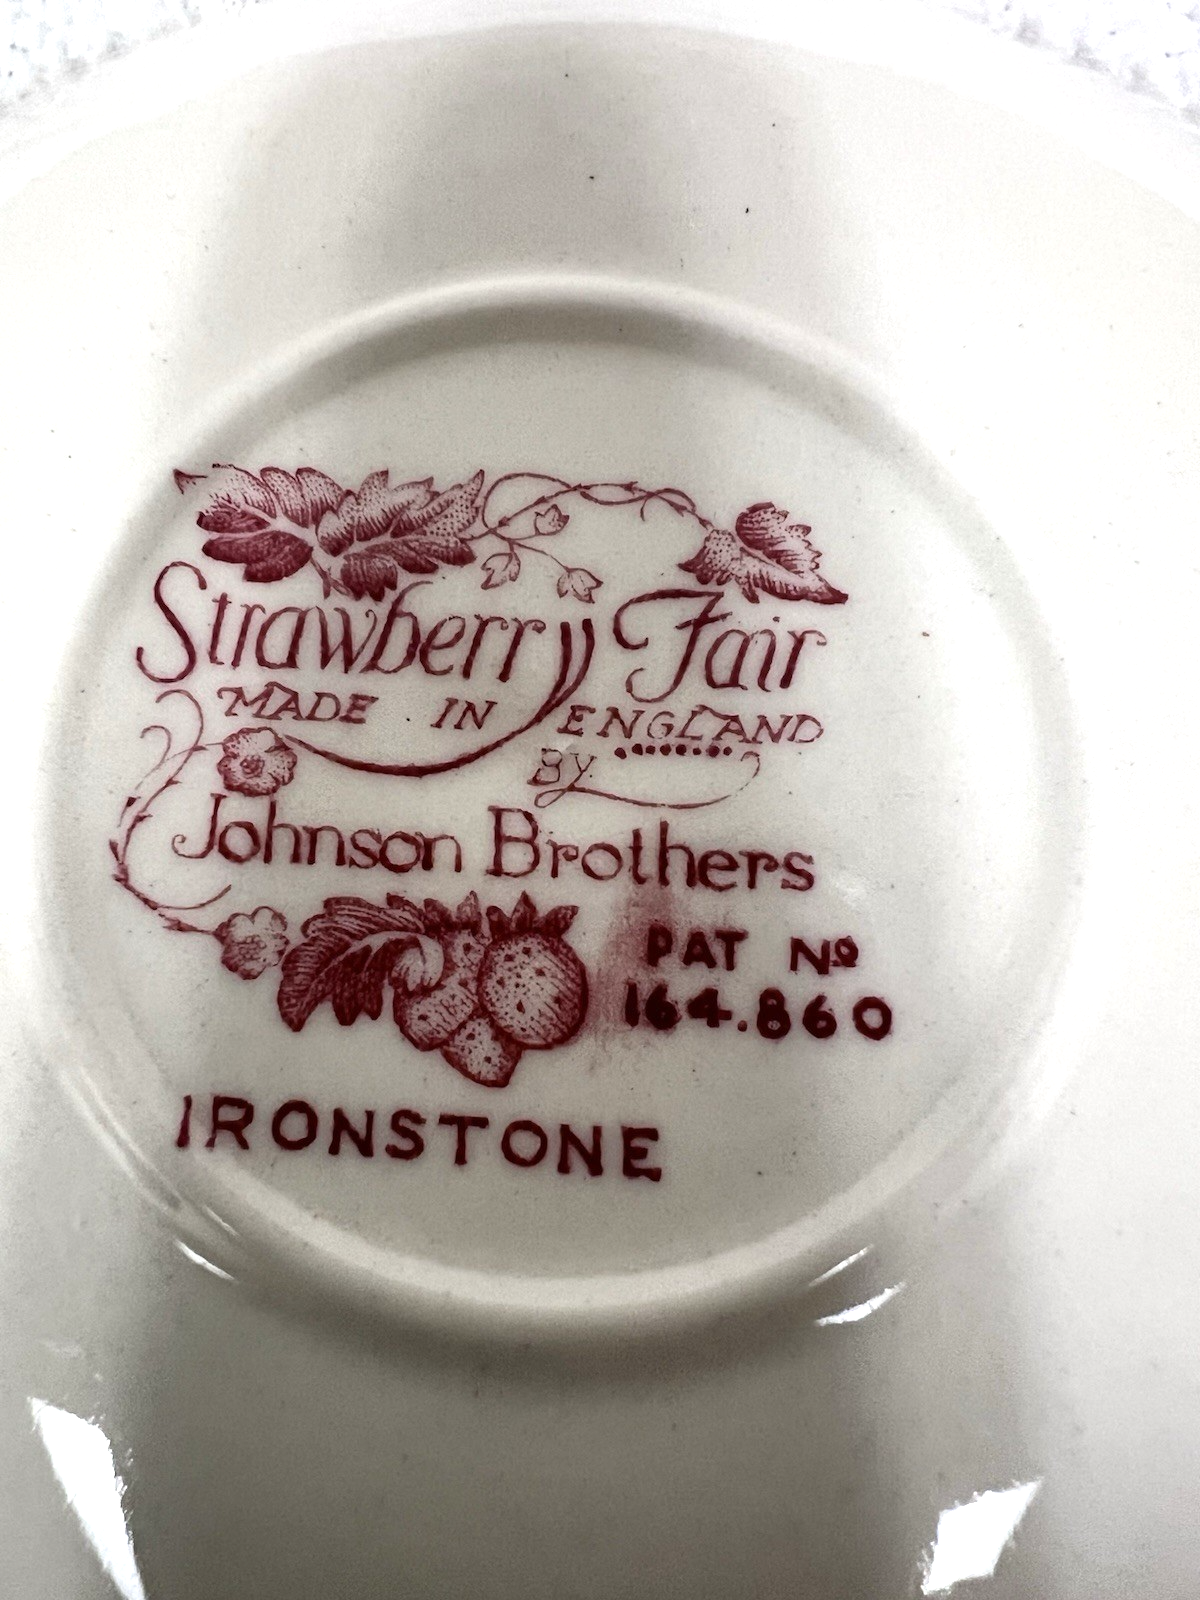 Strawberry Fair
MADE IN ENGLAND
BY
Johnson Brothers
PAT Nº
164.860
IRONSTONE